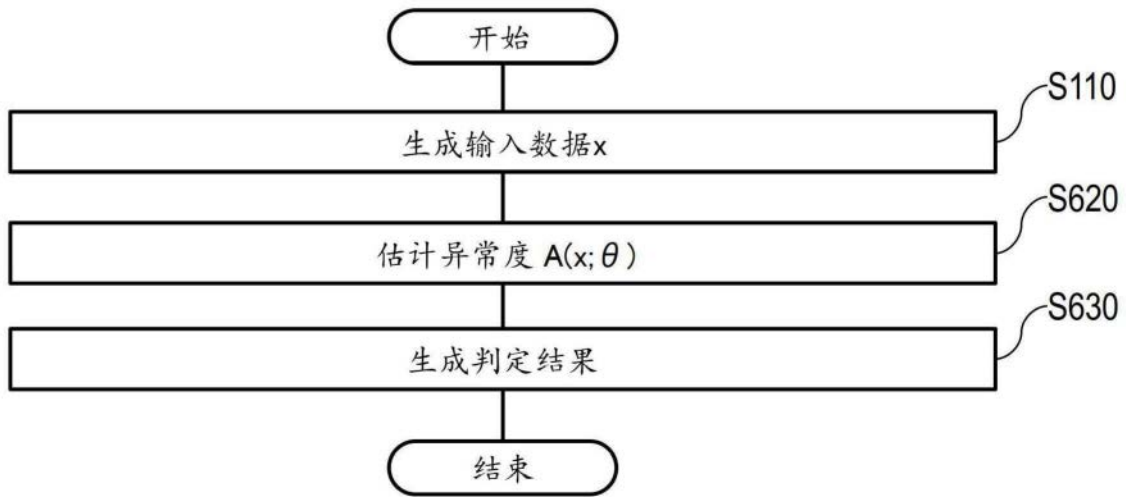 开始
S110
生成输入数据x
S620
估计异常度 A(x;θ)
S630
生成判定结果
结束